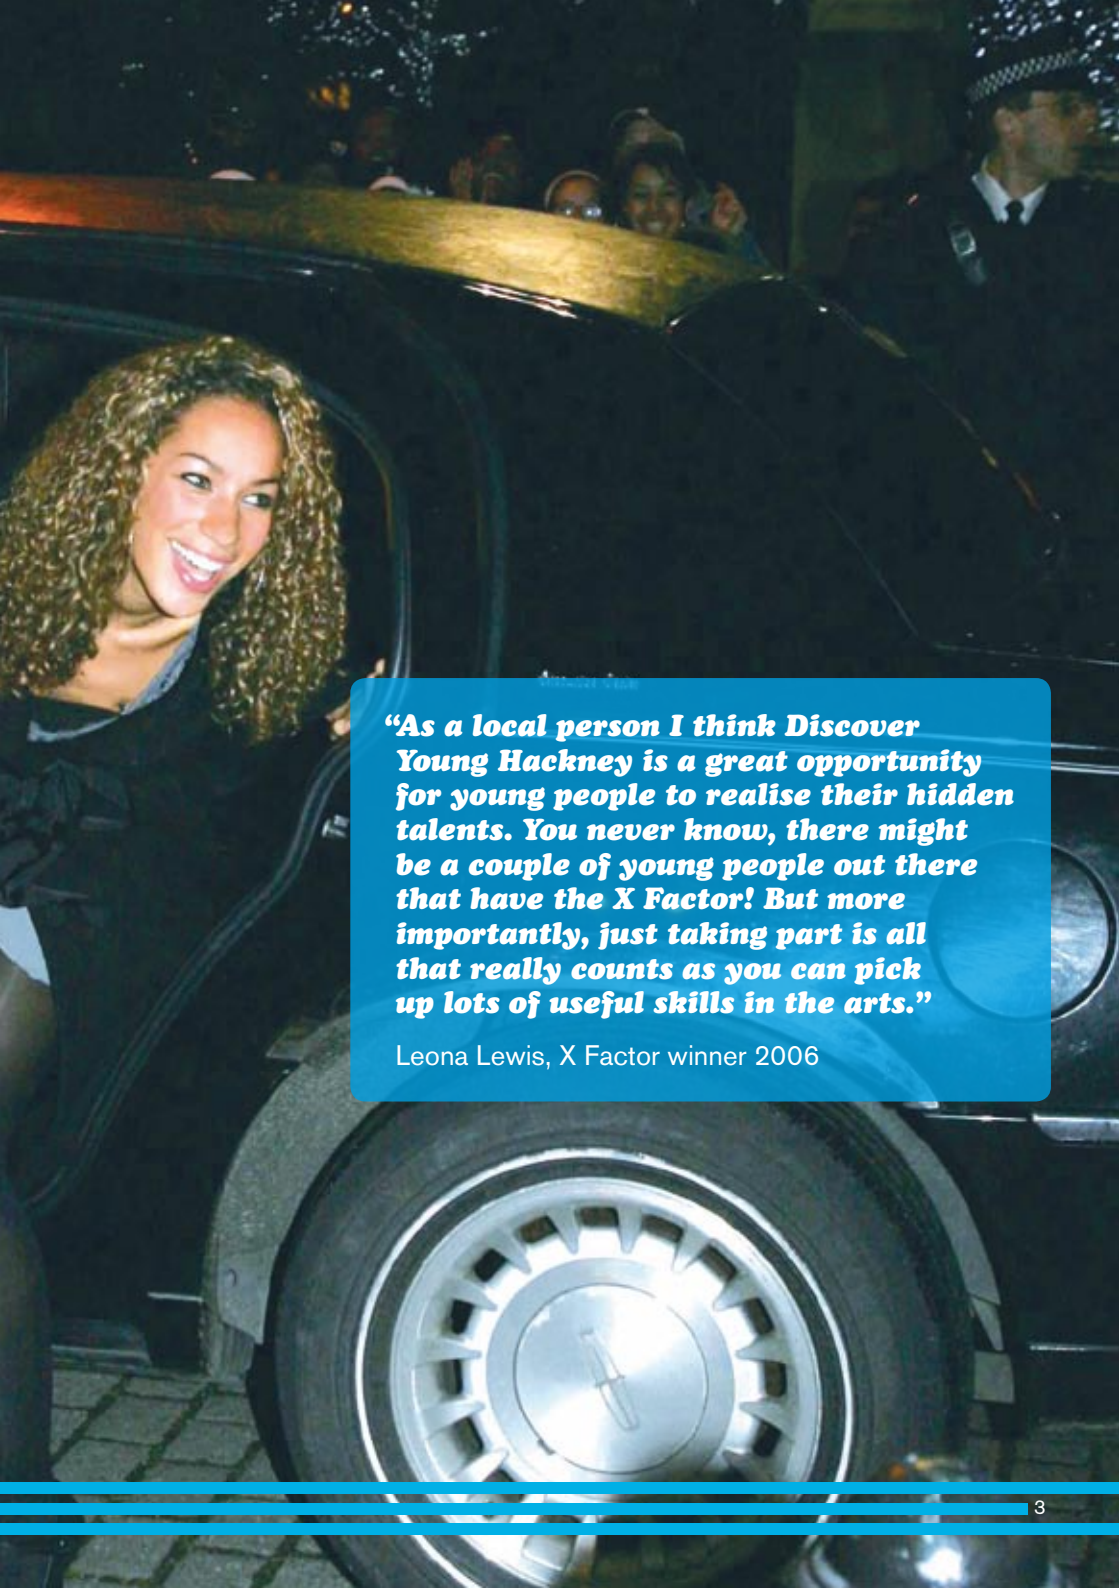 “As a local person I think Discover
Young Hackney is a great opportunity
for young people to realise their hidden
talents. You never know, there might
be a couple of young people out there
that have the X Factor! But more
importantly, just taking part is all
that really counts as you can pick
up lots of useful skills in the arts.”
Leona Lewis, X Factor winner 2006
3